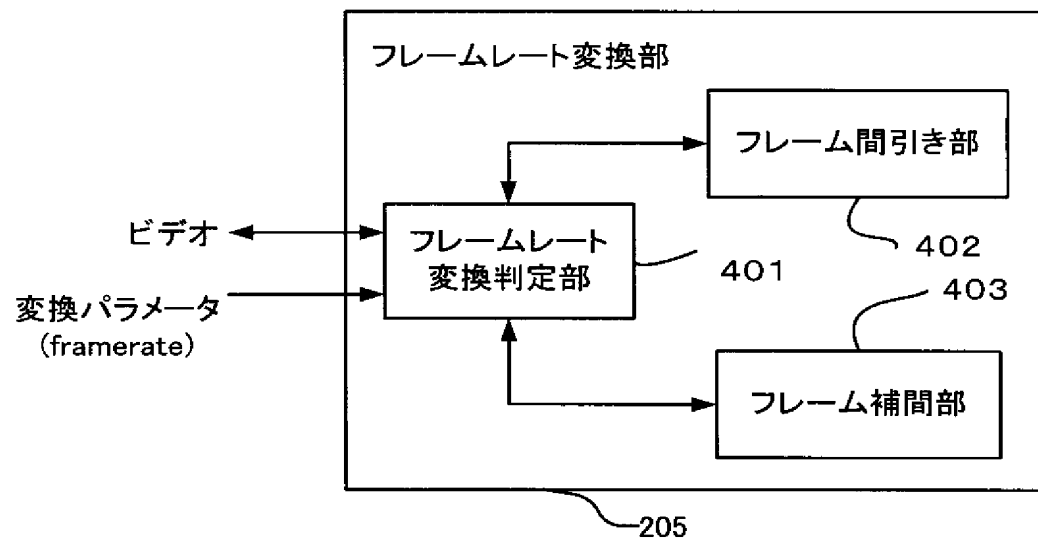 フレームレート変換部
フレーム間引き部
402
ビデオ
フレームレート
変換判定部
401
変換パラメータ
(framerate)
403
フレーム補間部
205